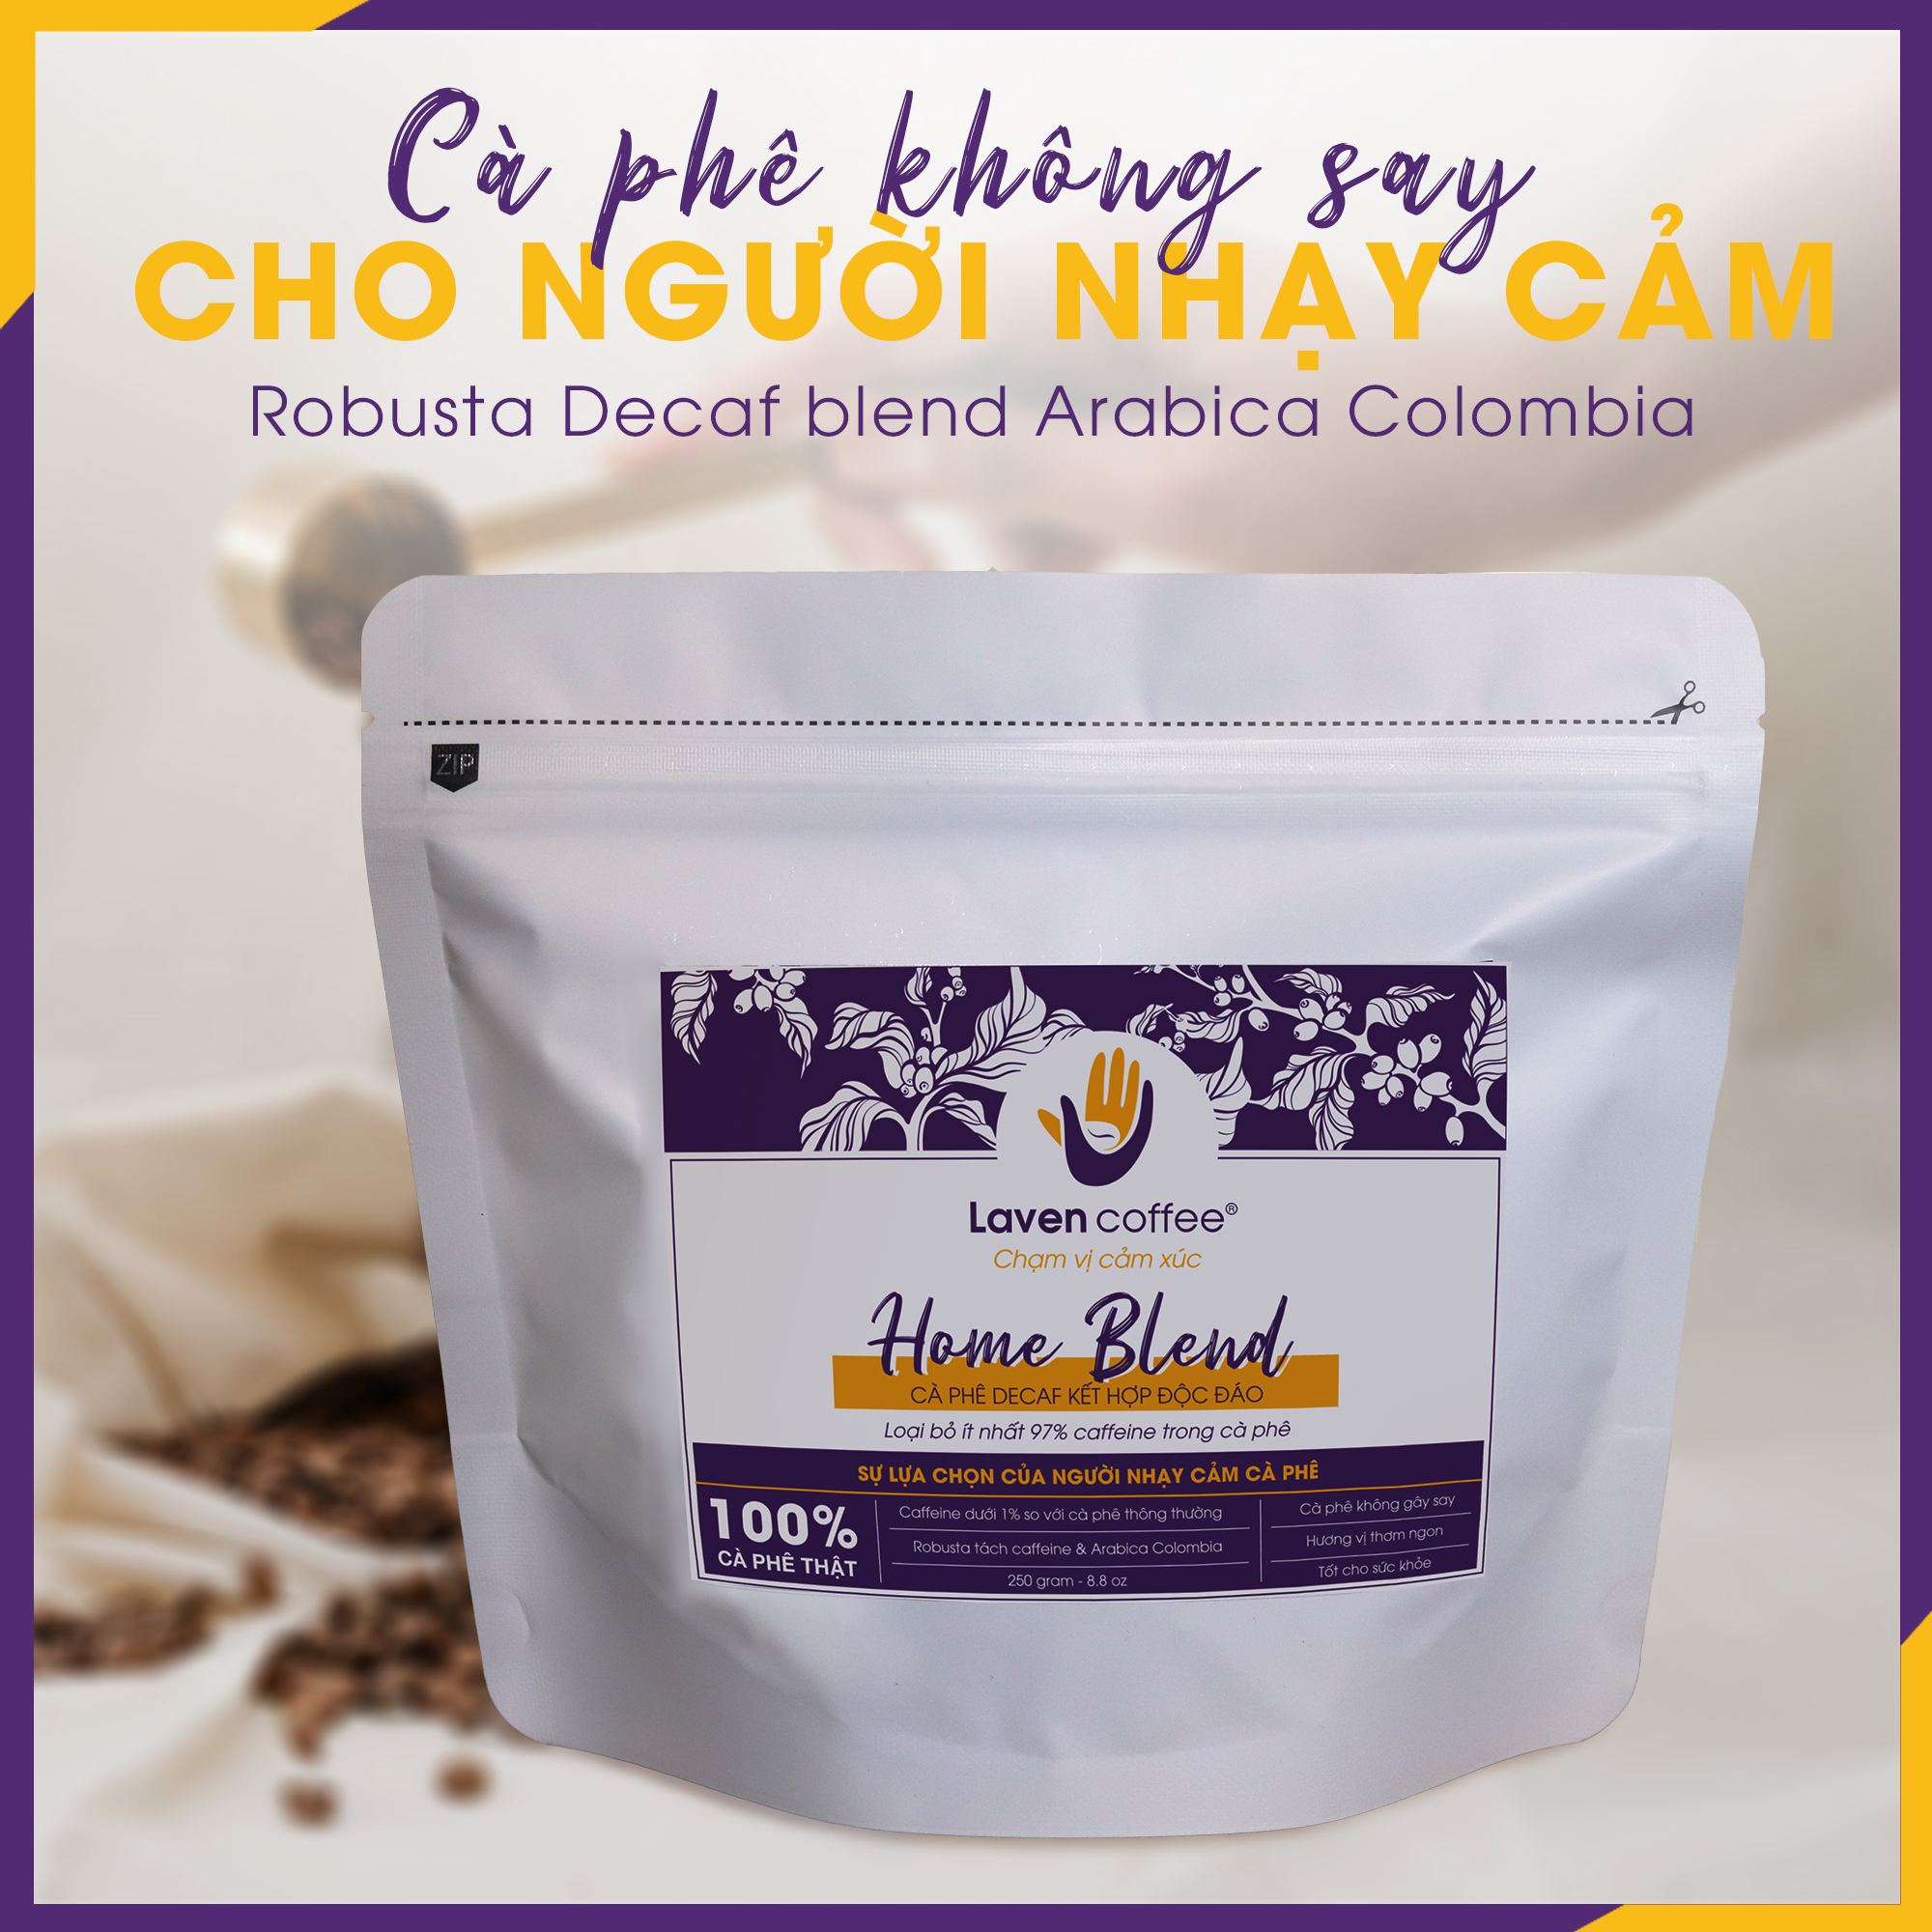 Cà phê không say
CHO NGƯỜI NHẠY CẢM
Robusta Decaf blend Arabica Colombia
ZIP
Laven coffee®
Chạm vị cảm xúc
Home Blend
CÀ PHÊ DECAF KẾT HỢP ĐỘC ĐÁO
Loại bỏ ít nhất 97% caffeine trong cà phê
SỰ LỰA CHỌN CỦA NGƯỜI NHẠY CẢM CÀ PHÊ
100%
CÀ PHÊ THẬT
Caffeine dưới 1% so với cà phê thông thường
Robusta tách caffeine & Arabica Colombia
250 gram - 8.8 oz
Cà phê không gây say
Hương vị thơm ngon
Tốt cho sức khỏe